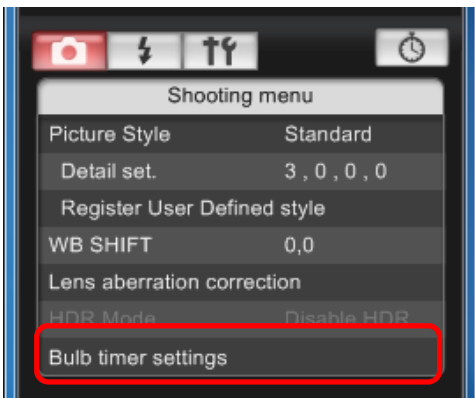 Shooting menu
Picture Style Standard
Detail set. 3 , 0 , 0 , 0
Register User Defined style
WB SHIFT 0,0
Lens aberration correction
HDR Mode Disable HDR
Bulb timer settings